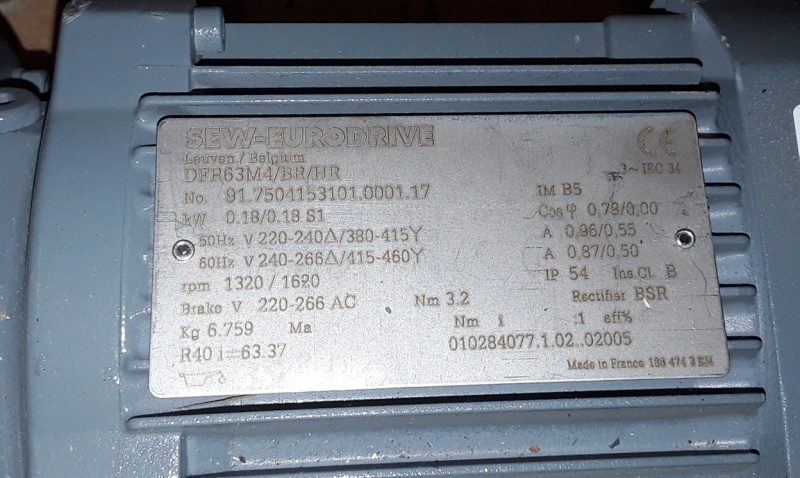 SEW-EURODRIVE
Leuven / Belgium
DFR63M4/BR/HR
3~ IEC 34
No. 91.7504153101.0001.17
IM B5
kW 0.18/0.18 S1
Cos φ 0,78/0,00
50Hz V 220-240Δ/380-415Y
A 0,96/0,55
60Hz V 240-266Δ/415-460Y
A 0,87/0,50
rpm 1320 / 1620
IP 54 Ins.Cl B
Brake V 220-266 AC Nm 3.2 Rectifier BSR
Kg 6.759 Ma Nm i :1 eff%
R40 i=63.37
010284077.1.02..02005
Made in France 188 474 3